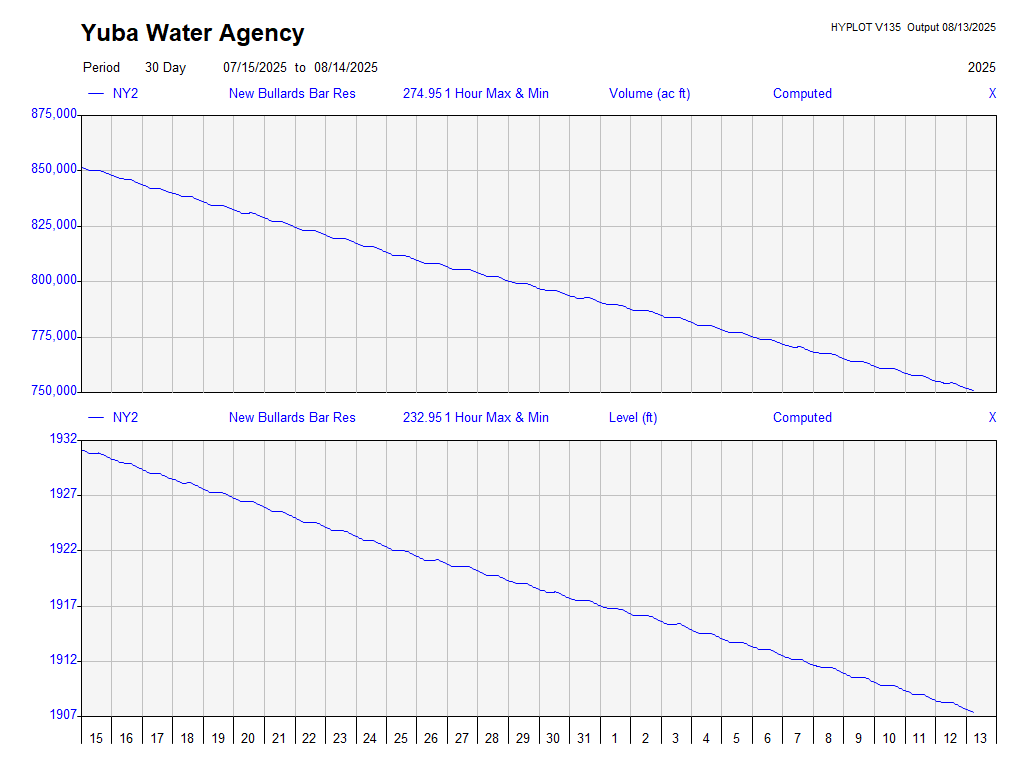 Yuba Water Agency
HYPLOT V135 Output 08/13/2025
Period 30 Day 07/15/2025 to 08/14/2025 2025
NY2 New Bullards Bar Res 274.95 1 Hour Max & Min Volume (ac ft) Computed X
875,000
850,000
825,000
800,000
775,000
750,000
NY2 New Bullards Bar Res 232.95 1 Hour Max & Min Level (ft) Computed X
1932
1927
1922
1917
1912
1907
15 16 17 18 19 20 21 22 23 24 25 26 27 28 29 30 31 1 2 3 4 5 6 7 8 9 10 11 12 13